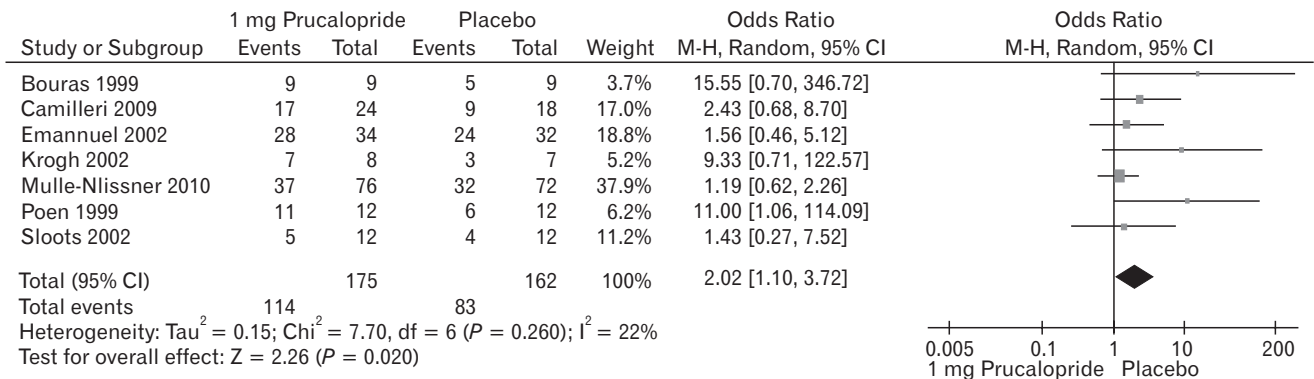 1 mg Prucalopride Placebo Odds Ratio Odds Ratio
Study or Subgroup Events Total Events Total Weight M-H, Random, 95% CI M-H, Random, 95% CI
Bouras 1999 9 9 5 9 3.7% 15.55 [0.70, 346.72]
Camilleri 2009 17 24 9 18 17.0% 2.43 [0.68, 8.70]
Emannuel 2002 28 34 24 32 18.8% 1.56 [0.46, 5.12]
Krogh 2002 7 8 3 7 5.2% 9.33 [0.71, 122.57]
Mulle-Nlissner 2010 37 76 32 72 37.9% 1.19 [0.62, 2.26]
Poen 1999 11 12 6 12 6.2% 11.00 [1.06, 114.09]
Sloots 2002 5 12 4 12 11.2% 1.43 [0.27, 7.52]
Total (95% CI) 175 162 100% 2.02 [1.10, 3.72]
Total events 114 83
Heterogeneity: Tau² = 0.15; Chi² = 7.70, df = 6 (P = 0.260); I² = 22%
Test for overall effect: Z = 2.26 (P = 0.020)
0.005 0.1 1 10 200
1 mg Prucalopride Placebo